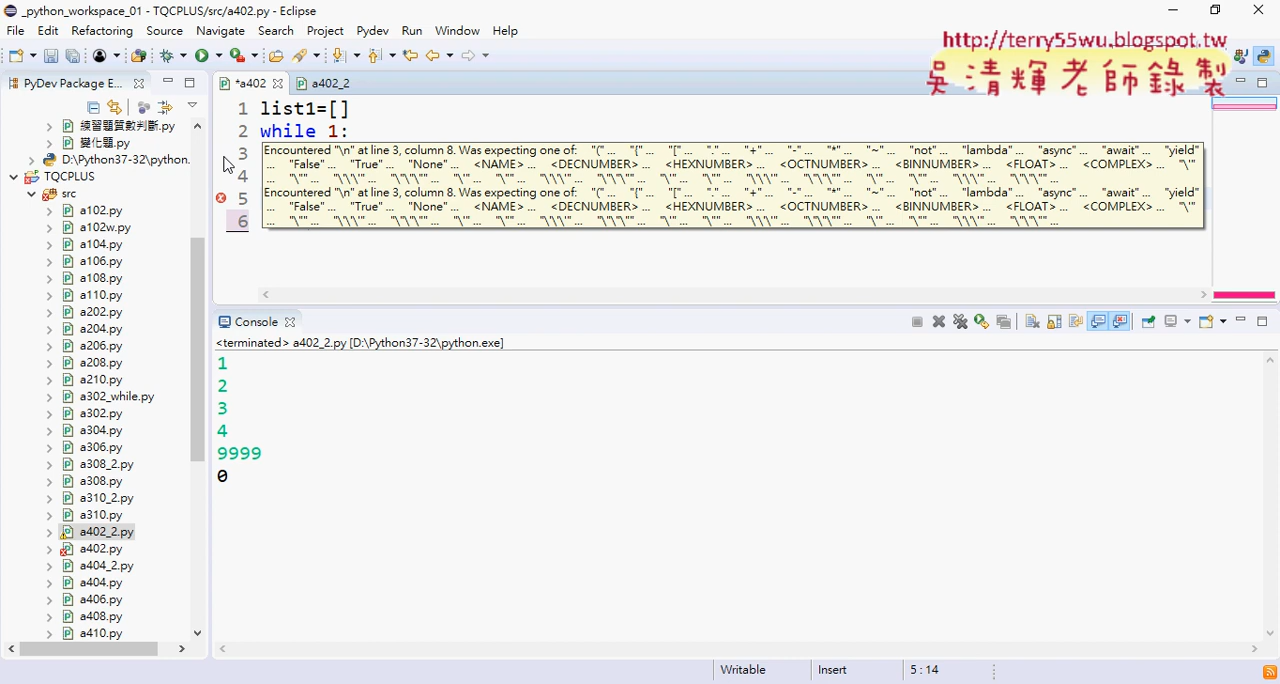 _python_workspace_01 - TQCPLUS/src/a402.py - Eclipse
File Edit Refactoring Source Navigate Search Project Pydev Run Window Help
http://terry55wu.blogspot.tw
吳清輝老師錄製
PyDev Package E...
*a402
a402_2
練習題質數判斷.py
變化題.py
D:\Python37-32\python.
TQCPLUS
src
a102.py
a102w.py
a104.py
a106.py
a108.py
a110.py
a202.py
a204.py
a206.py
a208.py
a210.py
a302_while.py
a302.py
a304.py
a306.py
a308_2.py
a308.py
a310_2.py
a310.py
a402_2.py
a402.py
a404_2.py
a404.py
a406.py
a408.py
a410.py
1 list1=[]
2 while 1:
3
4
5
6
Encountered "\n" at line 3, column 8. Was expecting one of: "(" ... "{" ... "[" ... "." ... "+" ... "-" ... "*" ... "~" ... "not" ... "lambda" ... "async" ... "await" ... "yield"
... "False" ... "True" ... "None" ... <NAME> ... <DECNUMBER> ... <HEXNUMBER> ... <OCTNUMBER> ... <BINNUMBER> ... <FLOAT> ... <COMPLEX> ... "\'"
Encountered "\n" at line 3, column 8. Was expecting one of: "(" ... "{" ... "[" ... "." ... "+" ... "-" ... "*" ... "~" ... "not" ... "lambda" ... "async" ... "await" ... "yield"
... "False" ... "True" ... "None" ... <NAME> ... <DECNUMBER> ... <HEXNUMBER> ... <OCTNUMBER> ... <BINNUMBER> ... <FLOAT> ... <COMPLEX> ... "\'"
Console
<terminated> a402_2.py [D:\Python37-32\python.exe]
1
2
3
4
9999
0
Writable Insert 5 : 14